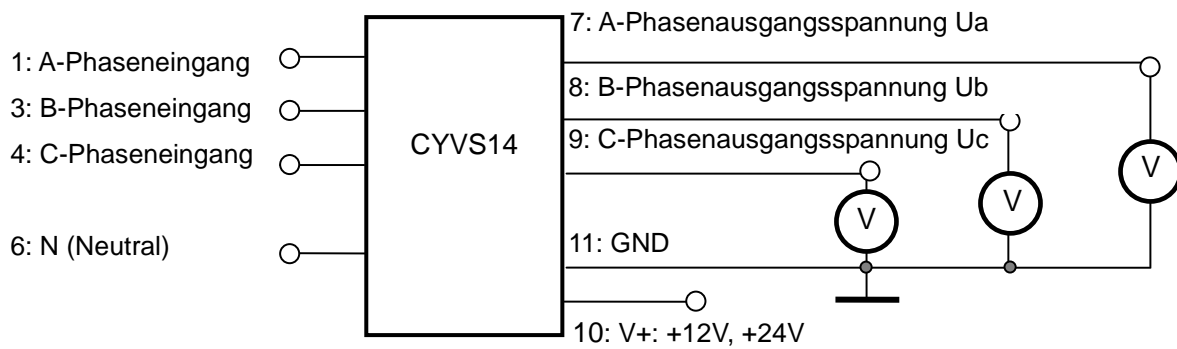 7: A-Phasenausgangsspannung Ua
1: A-Phaseneingang
8: B-Phasenausgangsspannung Ub
3: B-Phaseneingang
CYVS14
9: C-Phasenausgangsspannung Uc
4: C-Phaseneingang
V
V
V
6: N (Neutral)
11: GND
10: V+: +12V, +24V